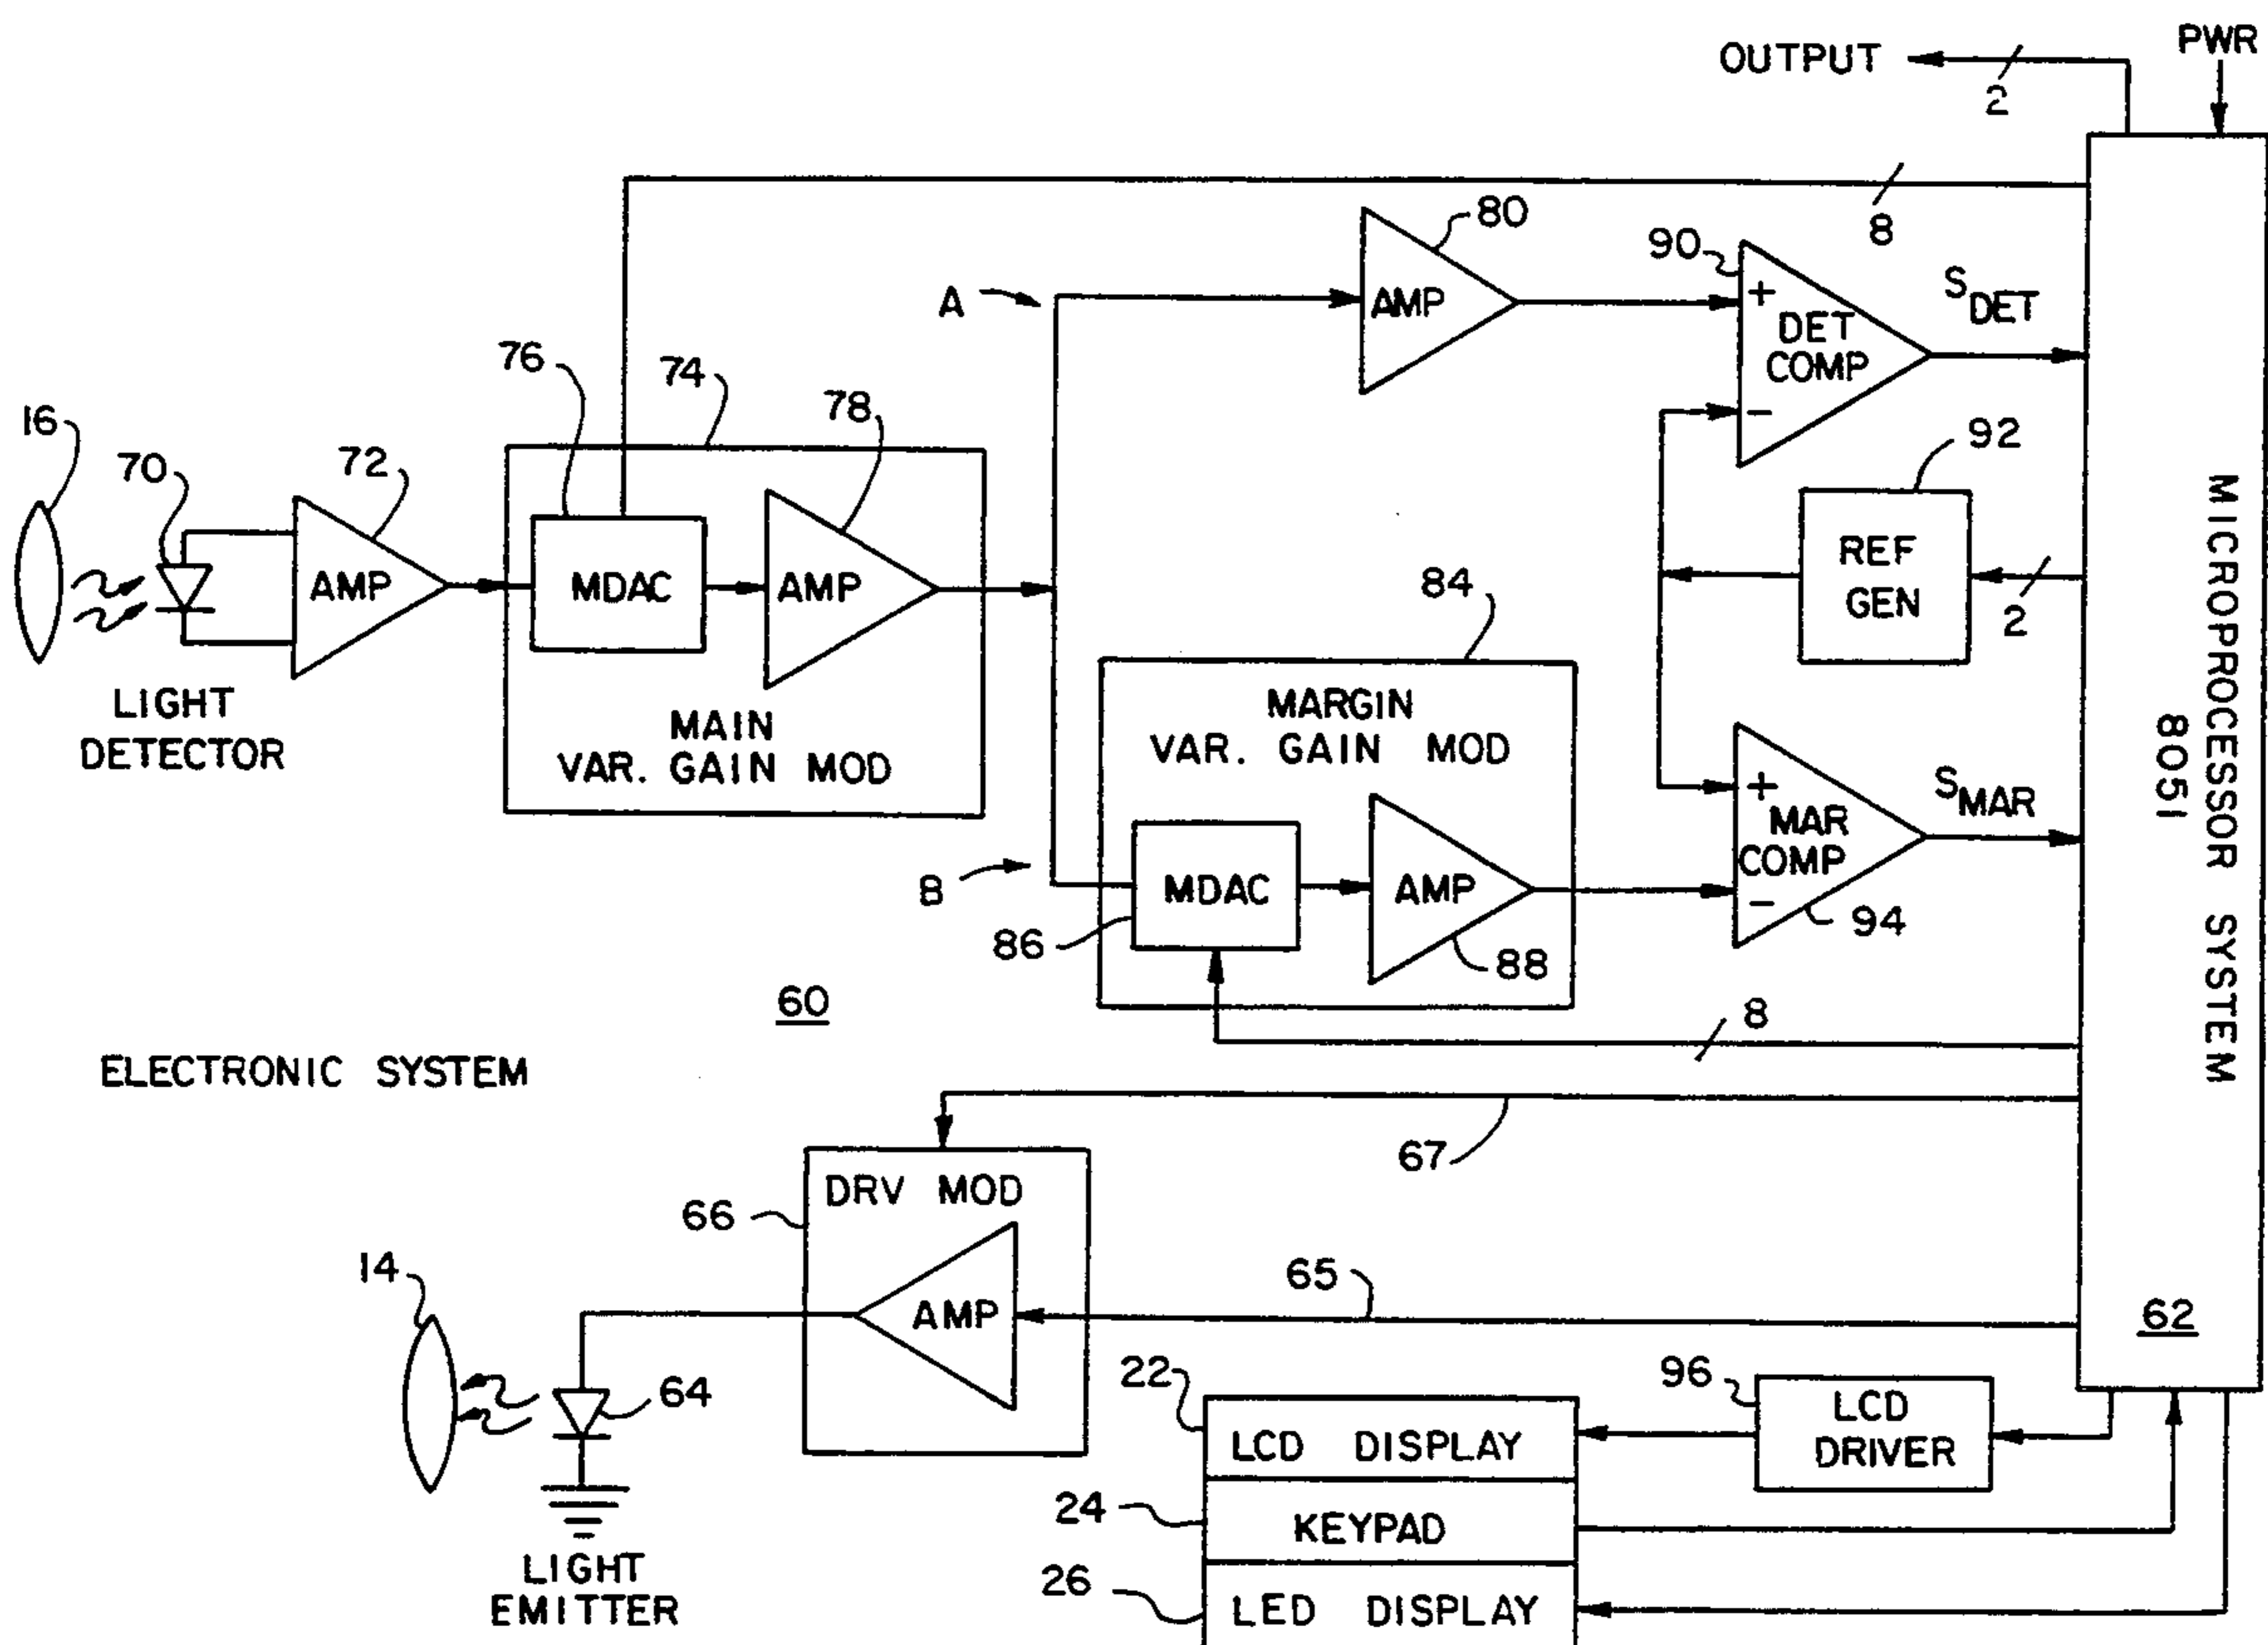 OUTPUT
2
PWR
8
80
90
+
DET
COMP
-
S DET
A
AMP
76
74
78
92
16
70
72
AMP
MDAC
AMP
REF
GEN
2
84
LIGHT
DETECTOR
MAIN
VAR. GAIN MOD
MARGIN
VAR. GAIN MOD
MICROPROCESSOR SYSTEM
8051
+
MAR
COMP
-
S MAR
B
MDAC
AMP
86
88
94
60
8
ELECTRONIC SYSTEM
67
DRV MOD
66
AMP
65
14
64
62
22
LCD DISPLAY
96
LCD
DRIVER
24
KEYPAD
26
LED DISPLAY
LIGHT
EMITTER